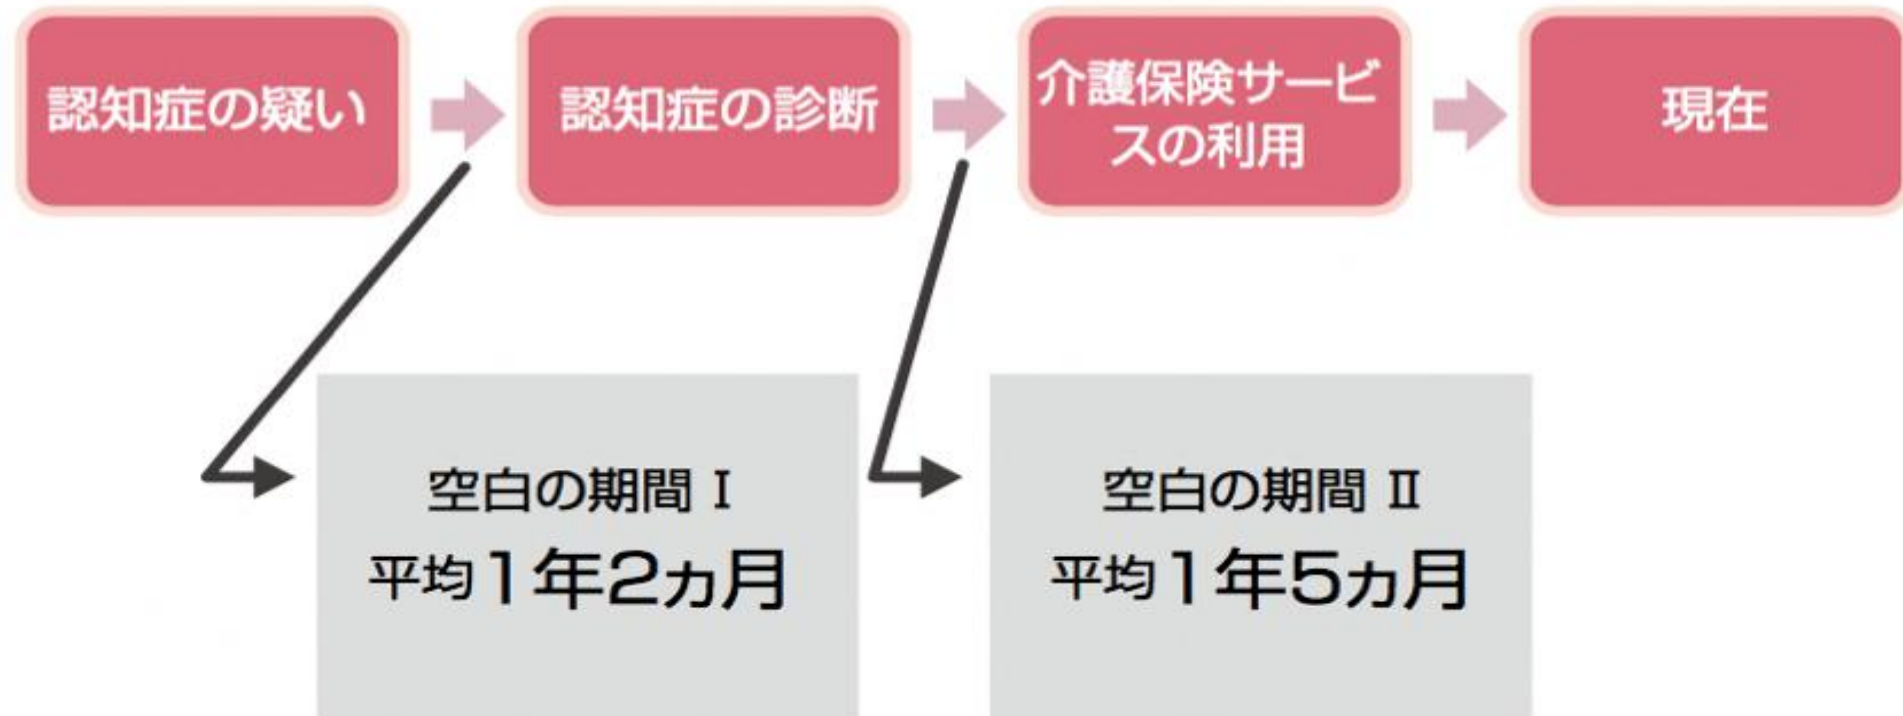 認知症の疑い
認知症の診断
介護保険サービ
スの利用
現在
空白の期間 Ⅰ
平均1年2ヵ月
空白の期間 Ⅱ
平均1年5ヵ月